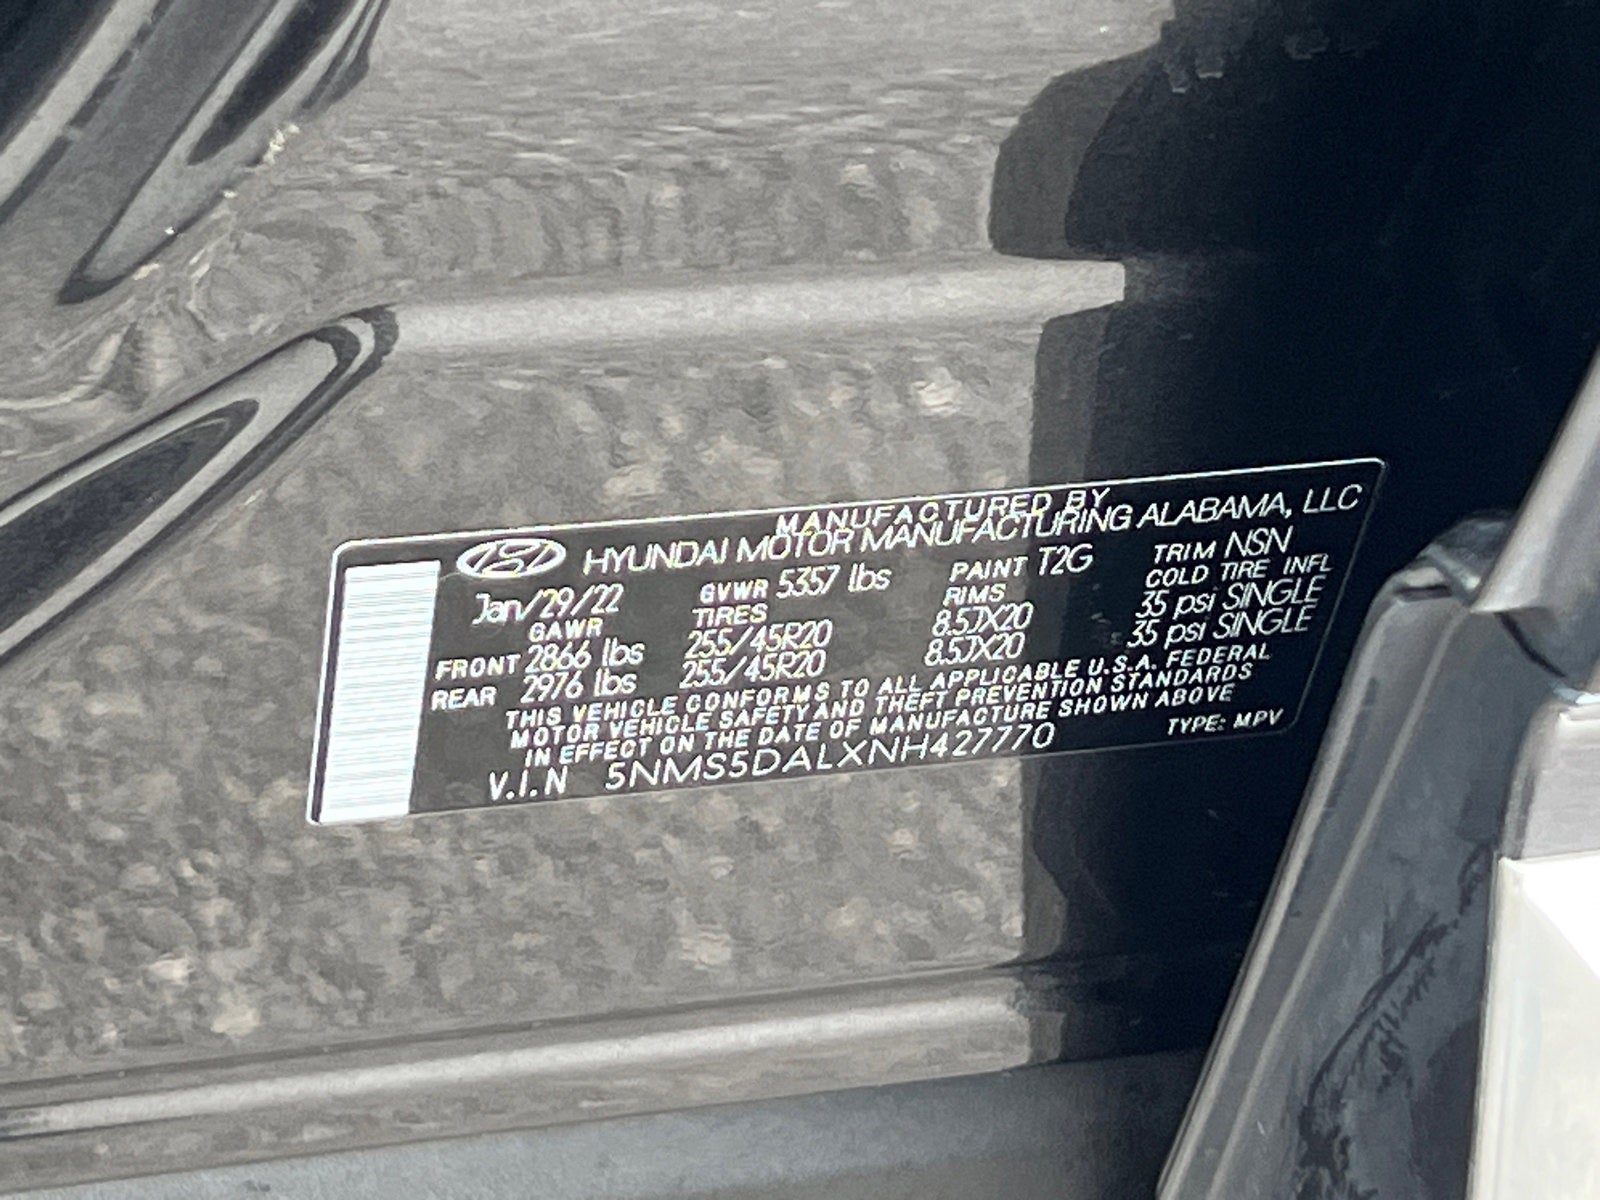 MANUFACTURED BY
HYUNDAI MOTOR MANUFACTURING ALABAMA, LLC
Jan/29/22 GVWR 5357 lbs PAINT T2G TRIM NSN
GAWR TIRES RIMS COLD TIRE INFL
FRONT 2866 lbs 255/45R20 8.5JX20 35 psi SINGLE
REAR 2976 lbs 255/45R20 8.5JX20 35 psi SINGLE
THIS VEHICLE CONFORMS TO ALL APPLICABLE U.S.A. FEDERAL
MOTOR VEHICLE SAFETY AND THEFT PREVENTION STANDARDS
IN EFFECT ON THE DATE OF MANUFACTURE SHOWN ABOVE
V.I.N 5NMS5DALXNH427770 TYPE: MPV